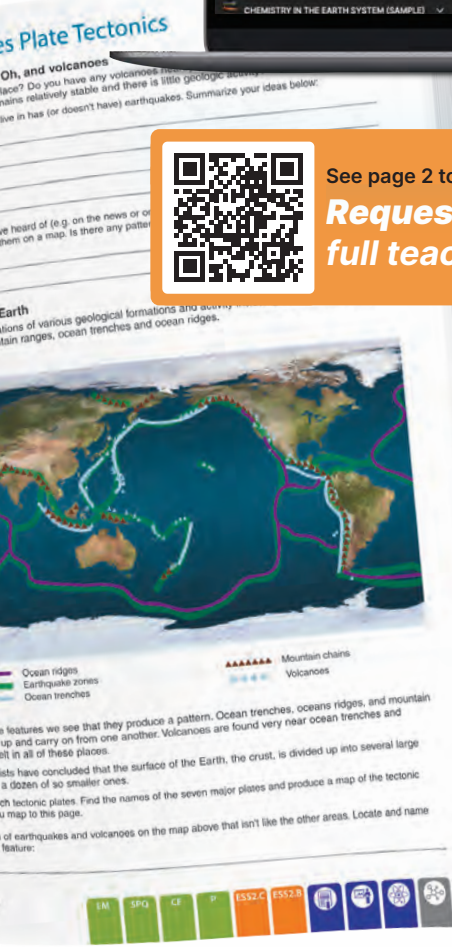 CHEMISTRY IN THE EARTH SYSTEM (SAMPLE)
es Plate Tectonics
Oh, and volcanoes
lace? Do you have any volcanoes
mains relatively stable and there is little geologic
live in has (or doesn't have) earthquakes. Summarize your ideas below:
See page 2 to
Reques
full teac
ve heard of (e.g. on the news or on
them on a map. Is there any patte
Earth
ations of various geological formations and activity
tain ranges, ocean trenches and ocean ridges.
Ocean ridges
Earthquake zones
Ocean trenches
Mountain chains
Volcanoes
e features we see that they produce a pattern. Ocean trenches, oceans ridges, and mountain
up and carry on from one another. Volcanoes are found very near ocean trenches and
elt in all of these places.
ists have concluded that the surface of the Earth, the crust, is divided up into several large
a dozen of so smaller ones.
ch tectonic plates. Find the names of the seven major plates and produce a map of the tectonic
u map to this page.
of earthquakes and volcanoes on the map above that isn't like the other areas. Locate and name
feature:
LM
SPQ
CE
P
ESS2.C
ESS2.B